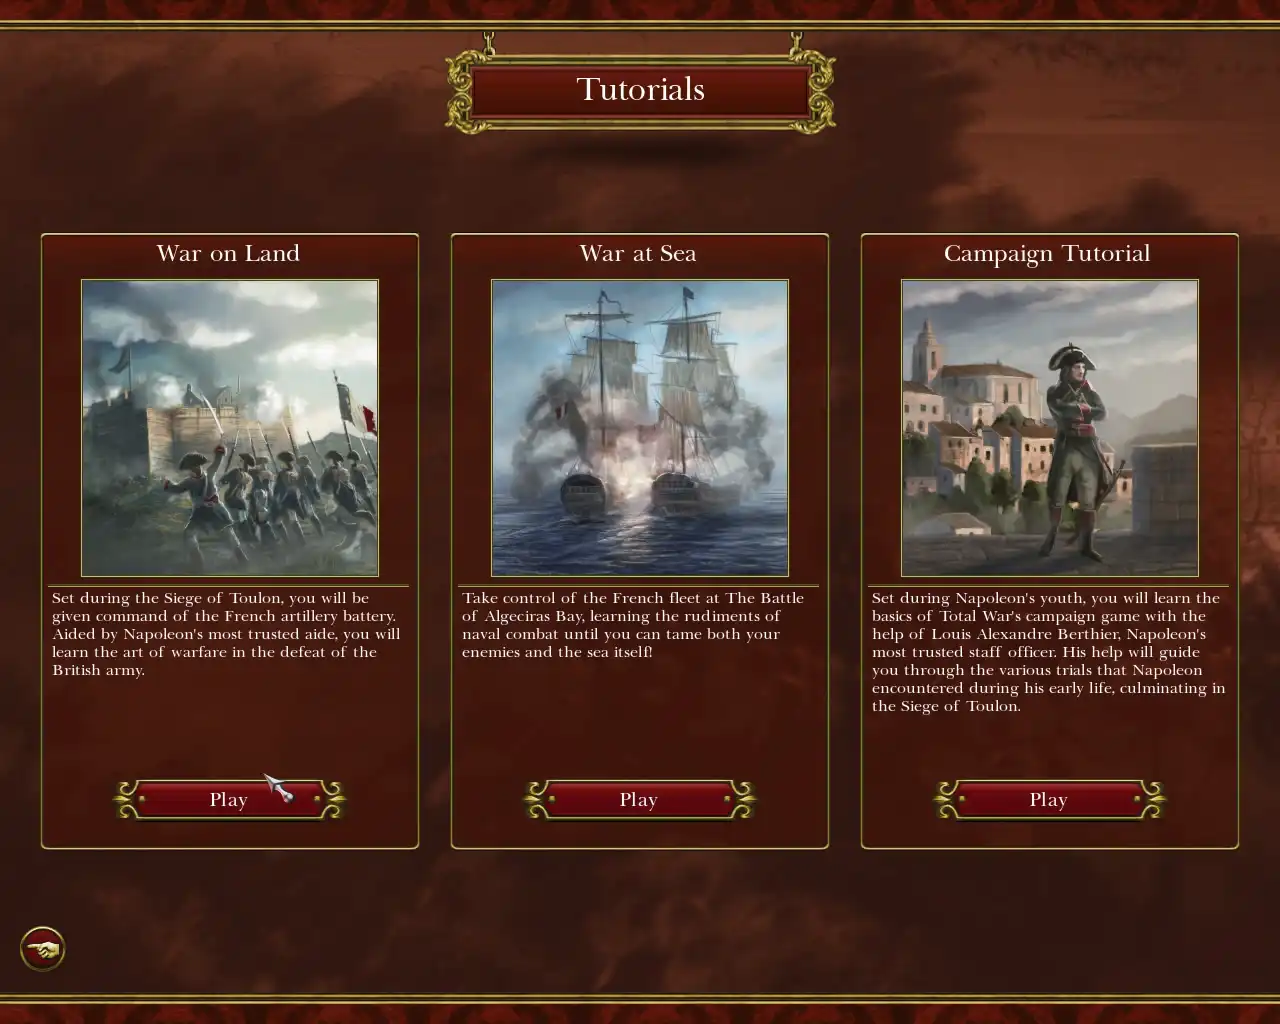 Tutorials
War on Land
Set during the Siege of Toulon, you will be
given command of the French artillery battery.
Aided by Napoleon's most trusted aide, you will
learn the art of warfare in the defeat of the
British army.
Play
War at Sea
Take control of the French fleet at The Battle
of Algeciras Bay, learning the rudiments of
naval combat until you can tame both your
enemies and the sea itself!
Play
Campaign Tutorial
Set during Napoleon's youth, you will learn the
basics of Total War's campaign game with the
help of Louis Alexandre Berthier, Napoleon's
most trusted staff officer. His help will guide
you through the various trials that Napoleon
encountered during his early life, culminating in
the Siege of Toulon.
Play